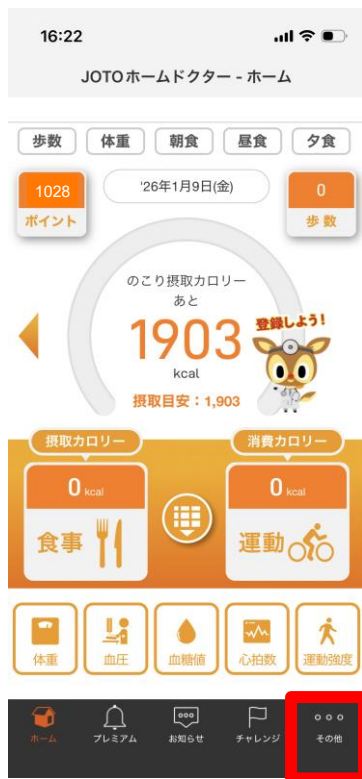 16:22
JOTOホームドクター - ホーム
歩数 体重 朝食 昼食 夕食
1028
ポイント
'26年1月9日(金)
0
歩数
のこり摂取カロリー
あと
1903
kcal
摂取目安：1,903
登録しよう!
摂取カロリー
0 kcal
食事
消費カロリー
0 kcal
運動
体重 血圧 血糖値 心拍数 運動強度
ホーム プレミアム お知らせ チャレンジ その他